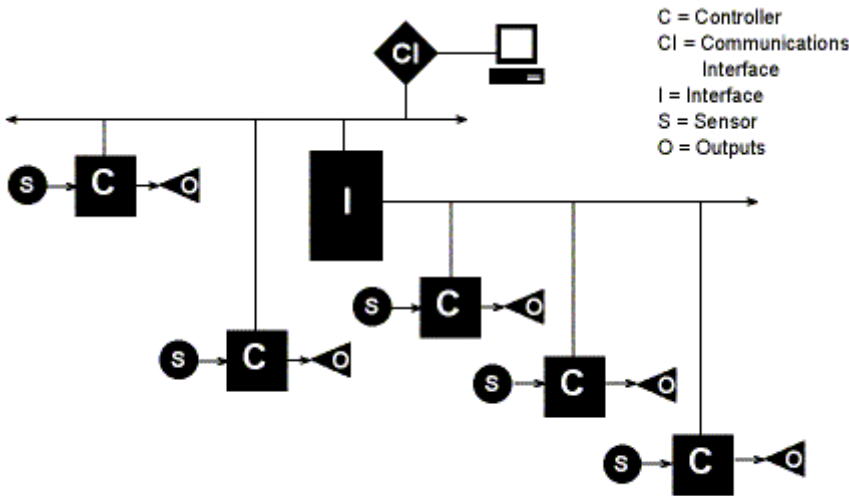 C = Controller
CI = Communications
Interface
I = Interface
S = Sensor
O = Outputs
CI
S C O
I
S C O
S C O
S C O
S C O